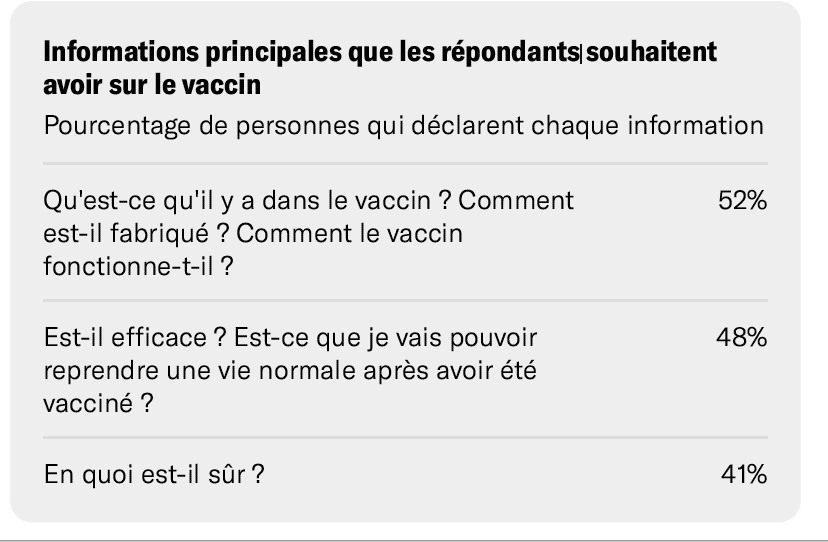 Informations principales que les répondants souhaitent
avoir sur le vaccin
Pourcentage de personnes qui déclarent chaque information
Qu'est-ce qu'il y a dans le vaccin ? Comment
est-il fabriqué ? Comment le vaccin
fonctionne-t-il ?
52%
Est-il efficace ? Est-ce que je vais pouvoir
reprendre une vie normale après avoir été
vacciné ?
48%
En quoi est-il sûr ?
41%